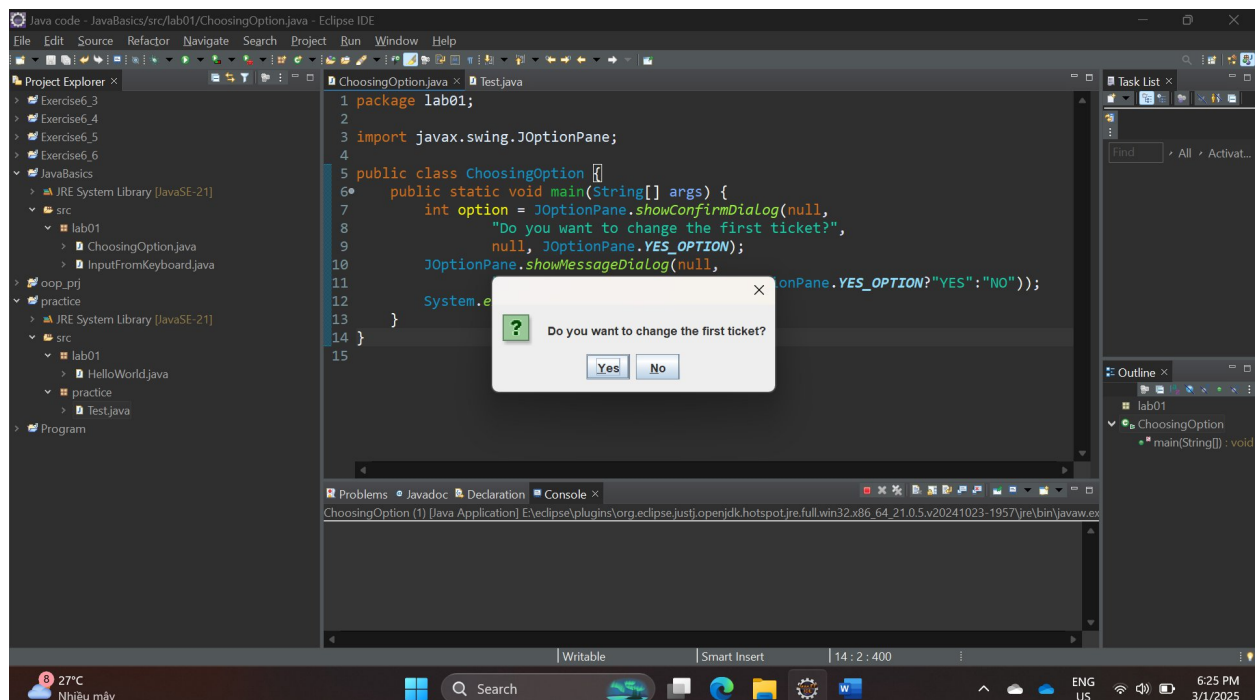 Java code - JavaBasics/src/lab01/ChoosingOption.java - Eclipse IDE
File Edit Source Refactor Navigate Search Project Run Window Help
Project Explorer
Exercise6_3
Exercise6_4
Exercise6_5
Exercise6_6
JavaBasics
JRE System Library [JavaSE-21]
src
lab01
ChoosingOption.java
InputFromKeyboard.java
oop_prj
practice
JRE System Library [JavaSE-21]
src
lab01
HelloWorld.java
practice
Test.java
Program
ChoosingOption.java Test.java
1 package lab01;
2
3 import javax.swing.JOptionPane;
4
5 public class ChoosingOption {
6 public static void main(String[] args) {
7 int option = JOptionPane.showConfirmDialog(null,
8 "Do you want to change the first ticket?",
9 null, JOptionPane.YES_OPTION);
10 JOptionPane.showMessageDialog(null,
11 onPane.YES_OPTION?"YES":"NO"));
12 System.e
13 }
14 }
15
Do you want to change the first ticket?
Yes No
Task List
Find All Activat...
Outline
lab01
ChoosingOption
main(String[]) : void
Problems Javadoc Declaration Console
ChoosingOption (1) [Java Application] E:\eclipse\plugins\org.eclipse.justj.openjdk.hotspot.jre.full.win32.x86_64_21.0.5.v20241023-1957\jre\bin\javaw.ex
Writable Smart Insert 14 : 2 : 400
8 27°C
Nhiều mây
Search
ENG
US
6:25 PM
3/1/2025